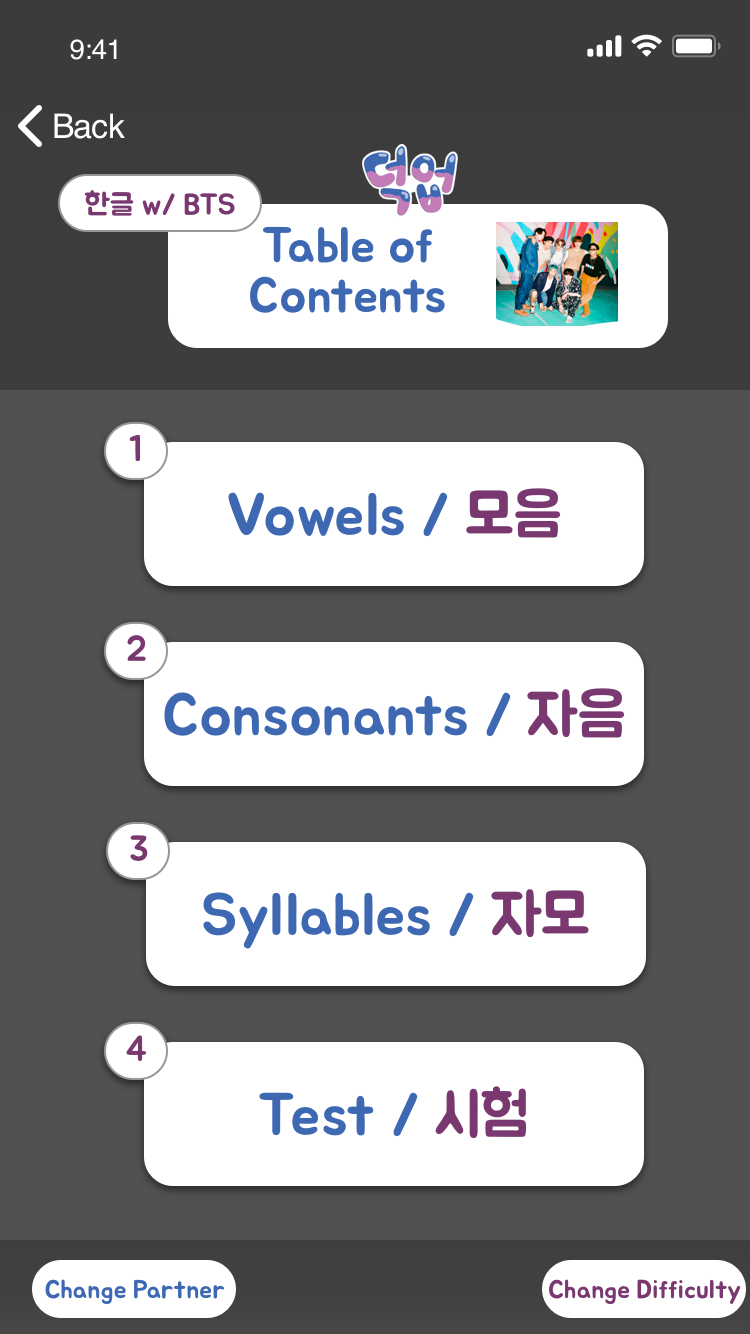 9:41
Back
덕업
한글 w/ BTS
Table of
Contents
1
Vowels / 모음
2
Consonants / 자음
3
Syllables / 자모
4
Test / 시험
Change Partner
Change Difficulty